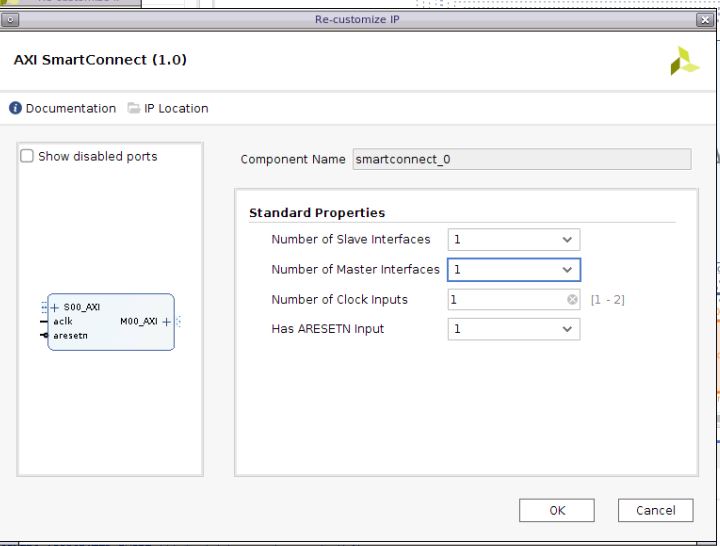 Re-customize IP
AXI SmartConnect (1.0)
Documentation IP Location
Show disabled ports
Component Name smartconnect_0
Standard Properties
Number of Slave Interfaces 1
Number of Master Interfaces 1
Number of Clock Inputs 1 [1 - 2]
Has ARESETN Input 1
S00_AXI
aclk
aresetn
M00_AXI
OK Cancel